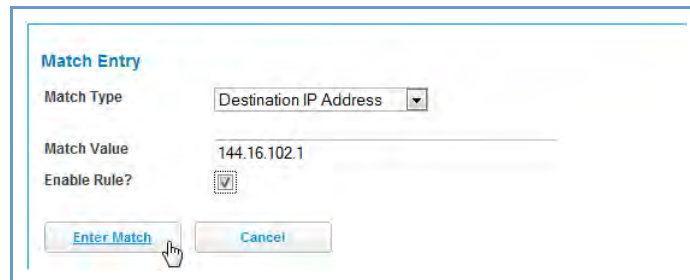 Match Entry
Match Type Destination IP Address
Match Value 144.16.102.1
Enable Rule?
Enter Match Cancel